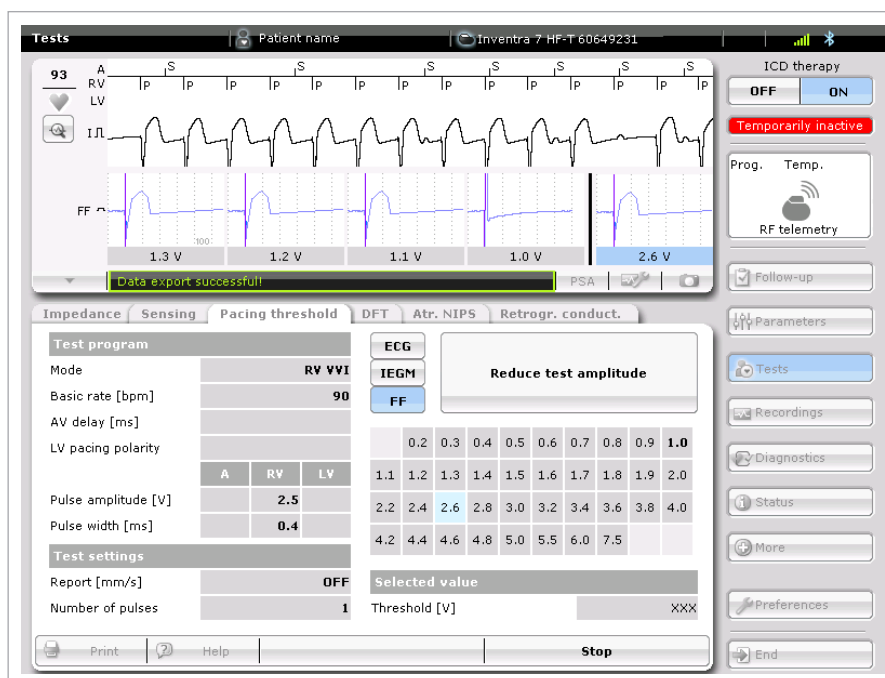 Tests Patient name Inventra 7 HF-T 60649231
93 A S S S S S S
RV P P P P P P P P P P P P P P
LV
I
FF
100
1.3 V 1.2 V 1.1 V 1.0 V 2.6 V
Data export successful! PSA
ICD therapy
OFF ON
Temporarily inactive
Prog. Temp.
RF telemetry
Follow-up
Parameters
Tests
Recordings
Diagnostics
Status
More
Preferences
End
Impedance Sensing Pacing threshold DFT Atr. NIPS Retrogr. conduct.
Test program
Mode RV VVI
Basic rate [bpm] 90
AV delay [ms]
LV pacing polarity
A RV LV
Pulse amplitude [V] 2.5
Pulse width [ms] 0.4
Test settings
Report [mm/s] OFF
Number of pulses 1
ECG
IEGM
FF
Reduce test amplitude
0.2 0.3 0.4 0.5 0.6 0.7 0.8 0.9 1.0
1.1 1.2 1.3 1.4 1.5 1.6 1.7 1.8 1.9 2.0
2.2 2.4 2.6 2.8 3.0 3.2 3.4 3.6 3.8 4.0
4.2 4.4 4.6 4.8 5.0 5.5 6.0 7.5
Selected value
Threshold [V] XXX
Print Help Stop